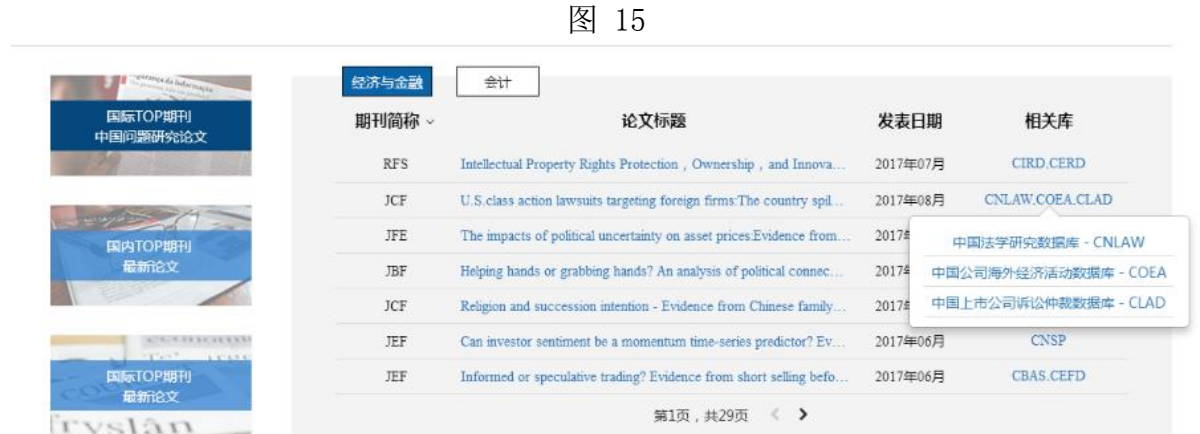 图 15
国际TOP期刊
中国问题研究论文
国内TOP期刊
最新论文
国际TOP期刊
最新论文
经济与金融 会计
期刊简称 论文标题 发表日期 相关库
RFS Intellectual Property Rights Protection , Ownership , and Innova... 2017年07月 CIRD,CERD
JCF U.S.class action lawsuits targeting foreign firms:The country spil... 2017年08月 CNLAW,COEA,CLAD
JFE The impacts of political uncertainty on asset prices:Evidence from... 2017
JBF Helping hands or grabbing hands? An analysis of political connec... 2017
JCF Religion and succession intention - Evidence from Chinese family... 2017
JEF Can investor sentiment be a momentum time-series predictor? Ev... 2017年06月 CNSP
JEF Informed or speculative trading? Evidence from short selling befo... 2017年06月 CBAS,CEFD
中国法学研究数据库 - CNLAW
中国公司海外经济活动数据库 - COEA
中国上市公司诉讼仲裁数据库 - CLAD
第1页 , 共29页